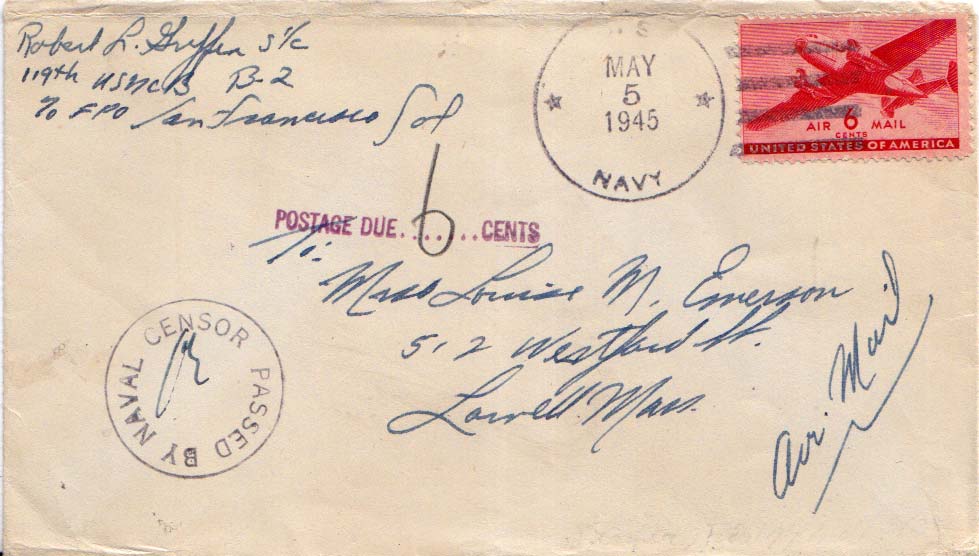 Robert L. Griffin S1/c
119th USNCB B-2
% FPO San Francisco Cal
U S
MAY
5
1945
NAVY
AIR 6 MAIL
CENTS
UNITED STATES OF AMERICA
POSTAGE DUE.......CENTS
6
To:
Miss Louise M. Emerson
512 Westford St.
Lowell Mass.
Air Mail
PASSED BY NAVAL CENSOR